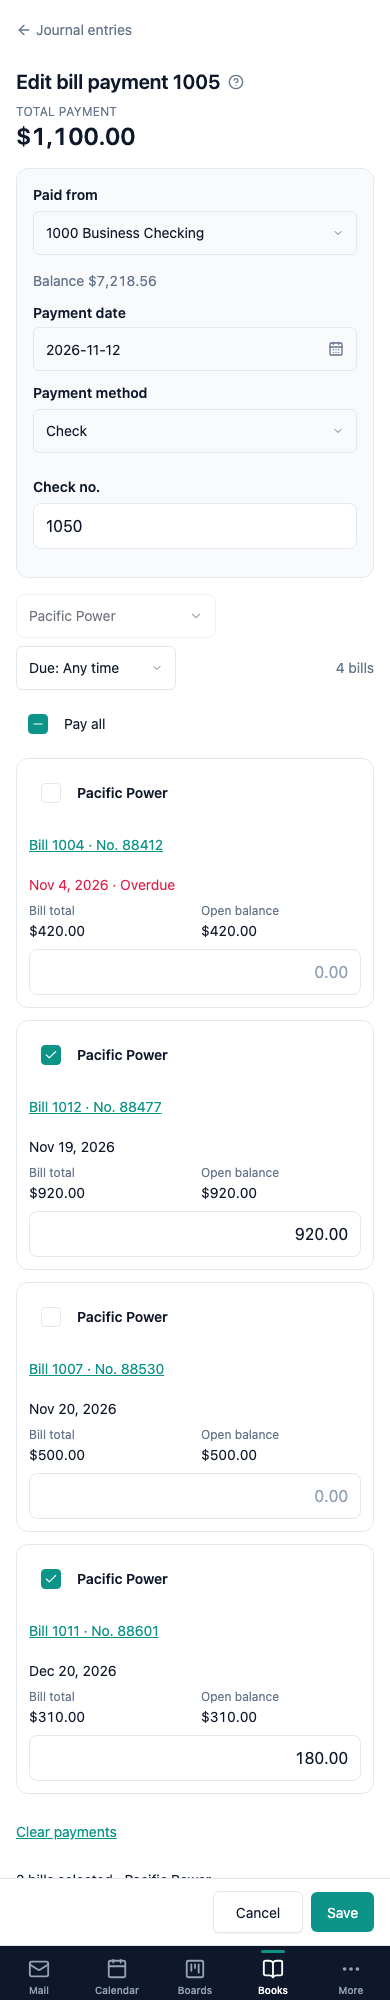 Journal entries
Edit bill payment 1005
TOTAL PAYMENT
$1,100.00
Paid from
1000 Business Checking
Balance $7,218.56
Payment date
2026-11-12
Payment method
Check
Check no.
1050
Pacific Power
Due: Any time
4 bills
Pay all
Pacific Power
Bill 1004 · No. 88412
Nov 4, 2026 · Overdue
Bill total Open balance
$420.00 $420.00
0.00
Pacific Power
Bill 1012 · No. 88477
Nov 19, 2026
Bill total Open balance
$920.00 $920.00
920.00
Pacific Power
Bill 1007 · No. 88530
Nov 20, 2026
Bill total Open balance
$500.00 $500.00
0.00
Pacific Power
Bill 1011 · No. 88601
Dec 20, 2026
Bill total Open balance
$310.00 $310.00
180.00
Clear payments
Cancel Save
Mail Calendar Boards Books More